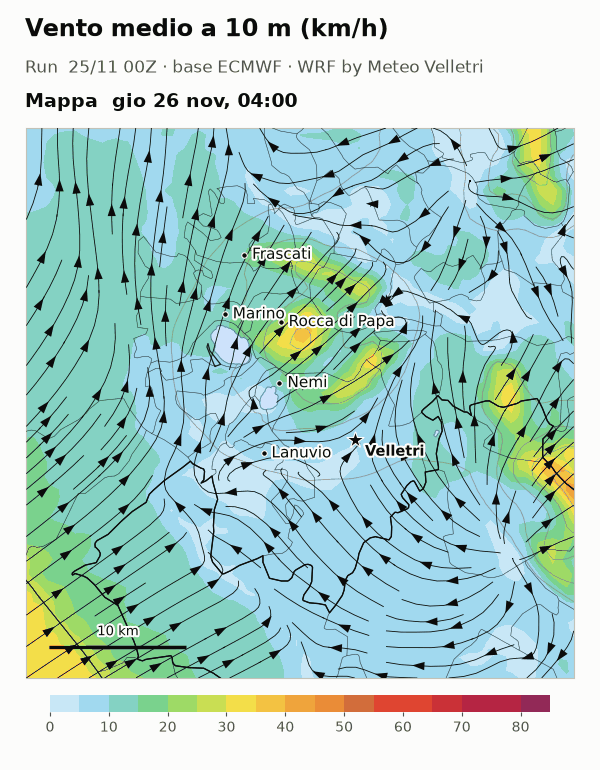 Vento medio a 10 m (km/h)
Run  25/11 00Z · base ECMWF · WRF by Meteo Velletri
Mappa  gio 26 nov, 04:00
Frascati
Marino
Rocca di Papa
Nemi
Velletri
Lanuvio
10 km
0 10 20 30 40 50 60 70 80